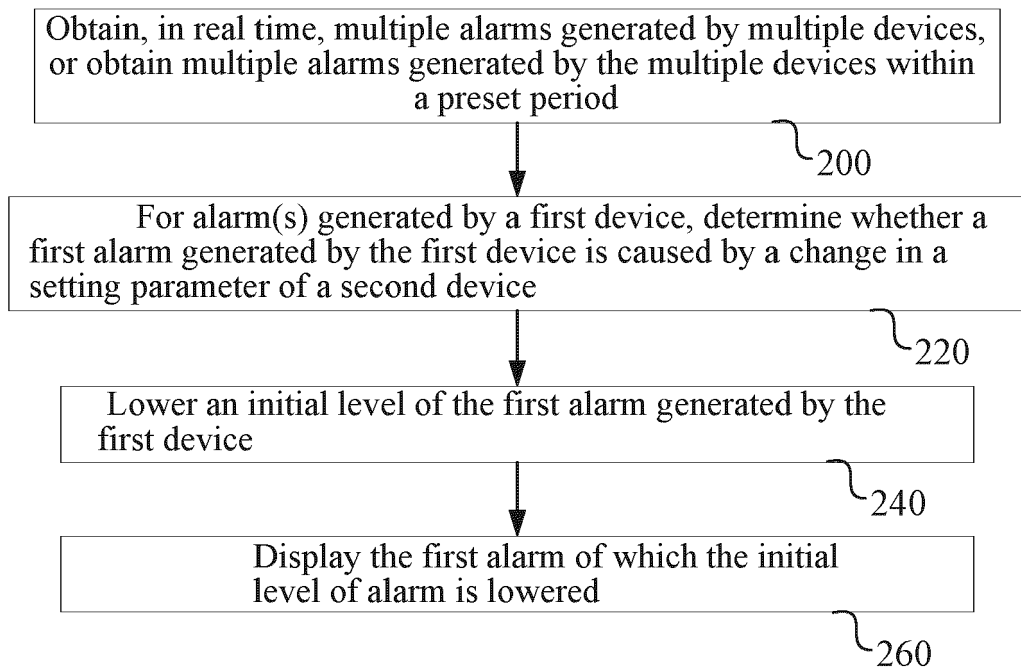 Obtain, in real time, multiple alarms generated by multiple devices,
or obtain multiple alarms generated by the multiple devices within
a preset period
200
For alarm(s) generated by a first device, determine whether a
first alarm generated by the first device is caused by a change in a
setting parameter of a second device
220
Lower an initial level of the first alarm generated by the
first device
240
Display the first alarm of which the initial
level of alarm is lowered
260